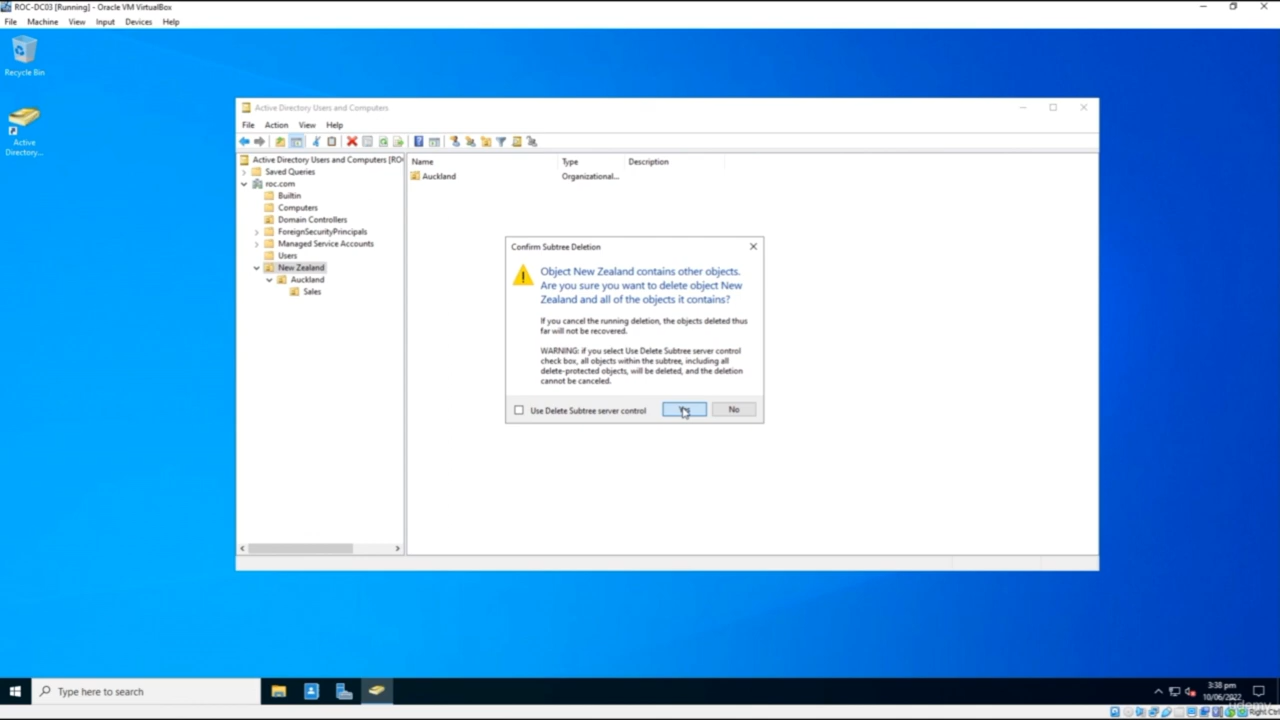 ROC-DC03 [Running] - Oracle VM VirtualBox
File Machine View Input Devices Help
Recycle Bin
Active
Directory...
Active Directory Users and Computers
File Action View Help
Active Directory Users and Computers [RO
Saved Queries
roc.com
Builtin
Computers
Domain Controllers
ForeignSecurityPrincipals
Managed Service Accounts
Users
New Zealand
Auckland
Sales
Name Type Description
Auckland Organizational...
Confirm Subtree Deletion
Object New Zealand contains other objects.
Are you sure you want to delete object New
Zealand and all of the objects it contains?
If you cancel the running deletion, the objects deleted thus
far will not be recovered.
WARNING: if you select Use Delete Subtree server control
check box, all objects within the subtree, including all
delete-protected objects, will be deleted, and the deletion
cannot be canceled.
Use Delete Subtree server control Yes No
Type here to search
3:38 pm
10/06/2022
udemy
Right Ctrl